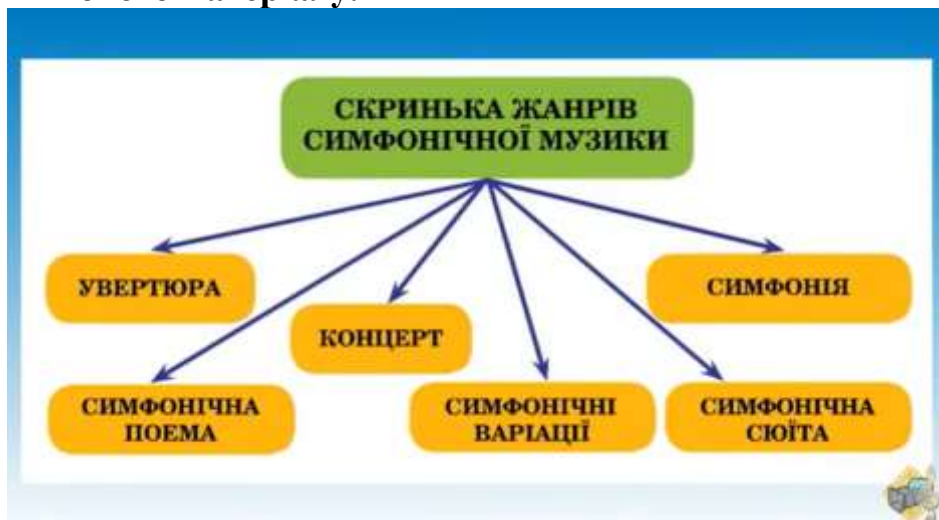 СКРИНЬКА ЖАНРІВ
СИМФОНІЧНОЇ МУЗИКИ
УВЕРТЮРА
СИМФОНІЯ
КОНЦЕРТ
СИМФОНІЧНА
ПОЕМА
СИМФОНІЧНІ
ВАРІАЦІЇ
СИМФОНІЧНА
СЮЇТА